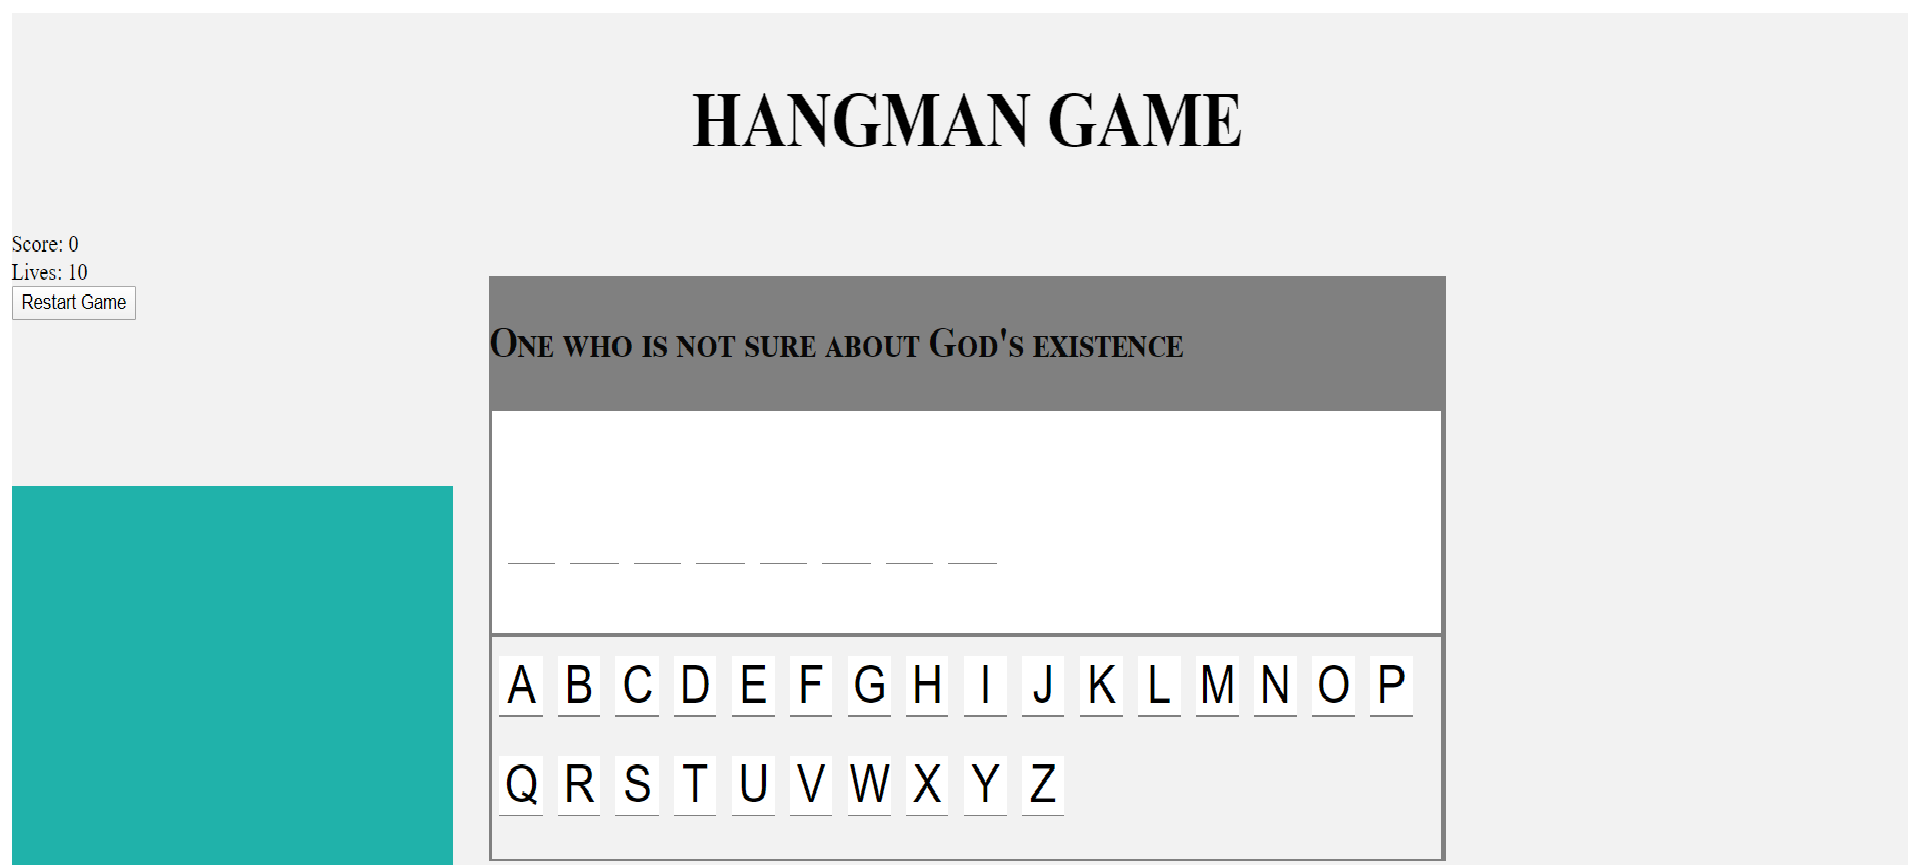 HANGMAN GAME
Score: 0
Lives: 10
Restart Game
One who is not sure about God's existence
A B C D E F G H I J K L M N O P
Q R S T U V W X Y Z